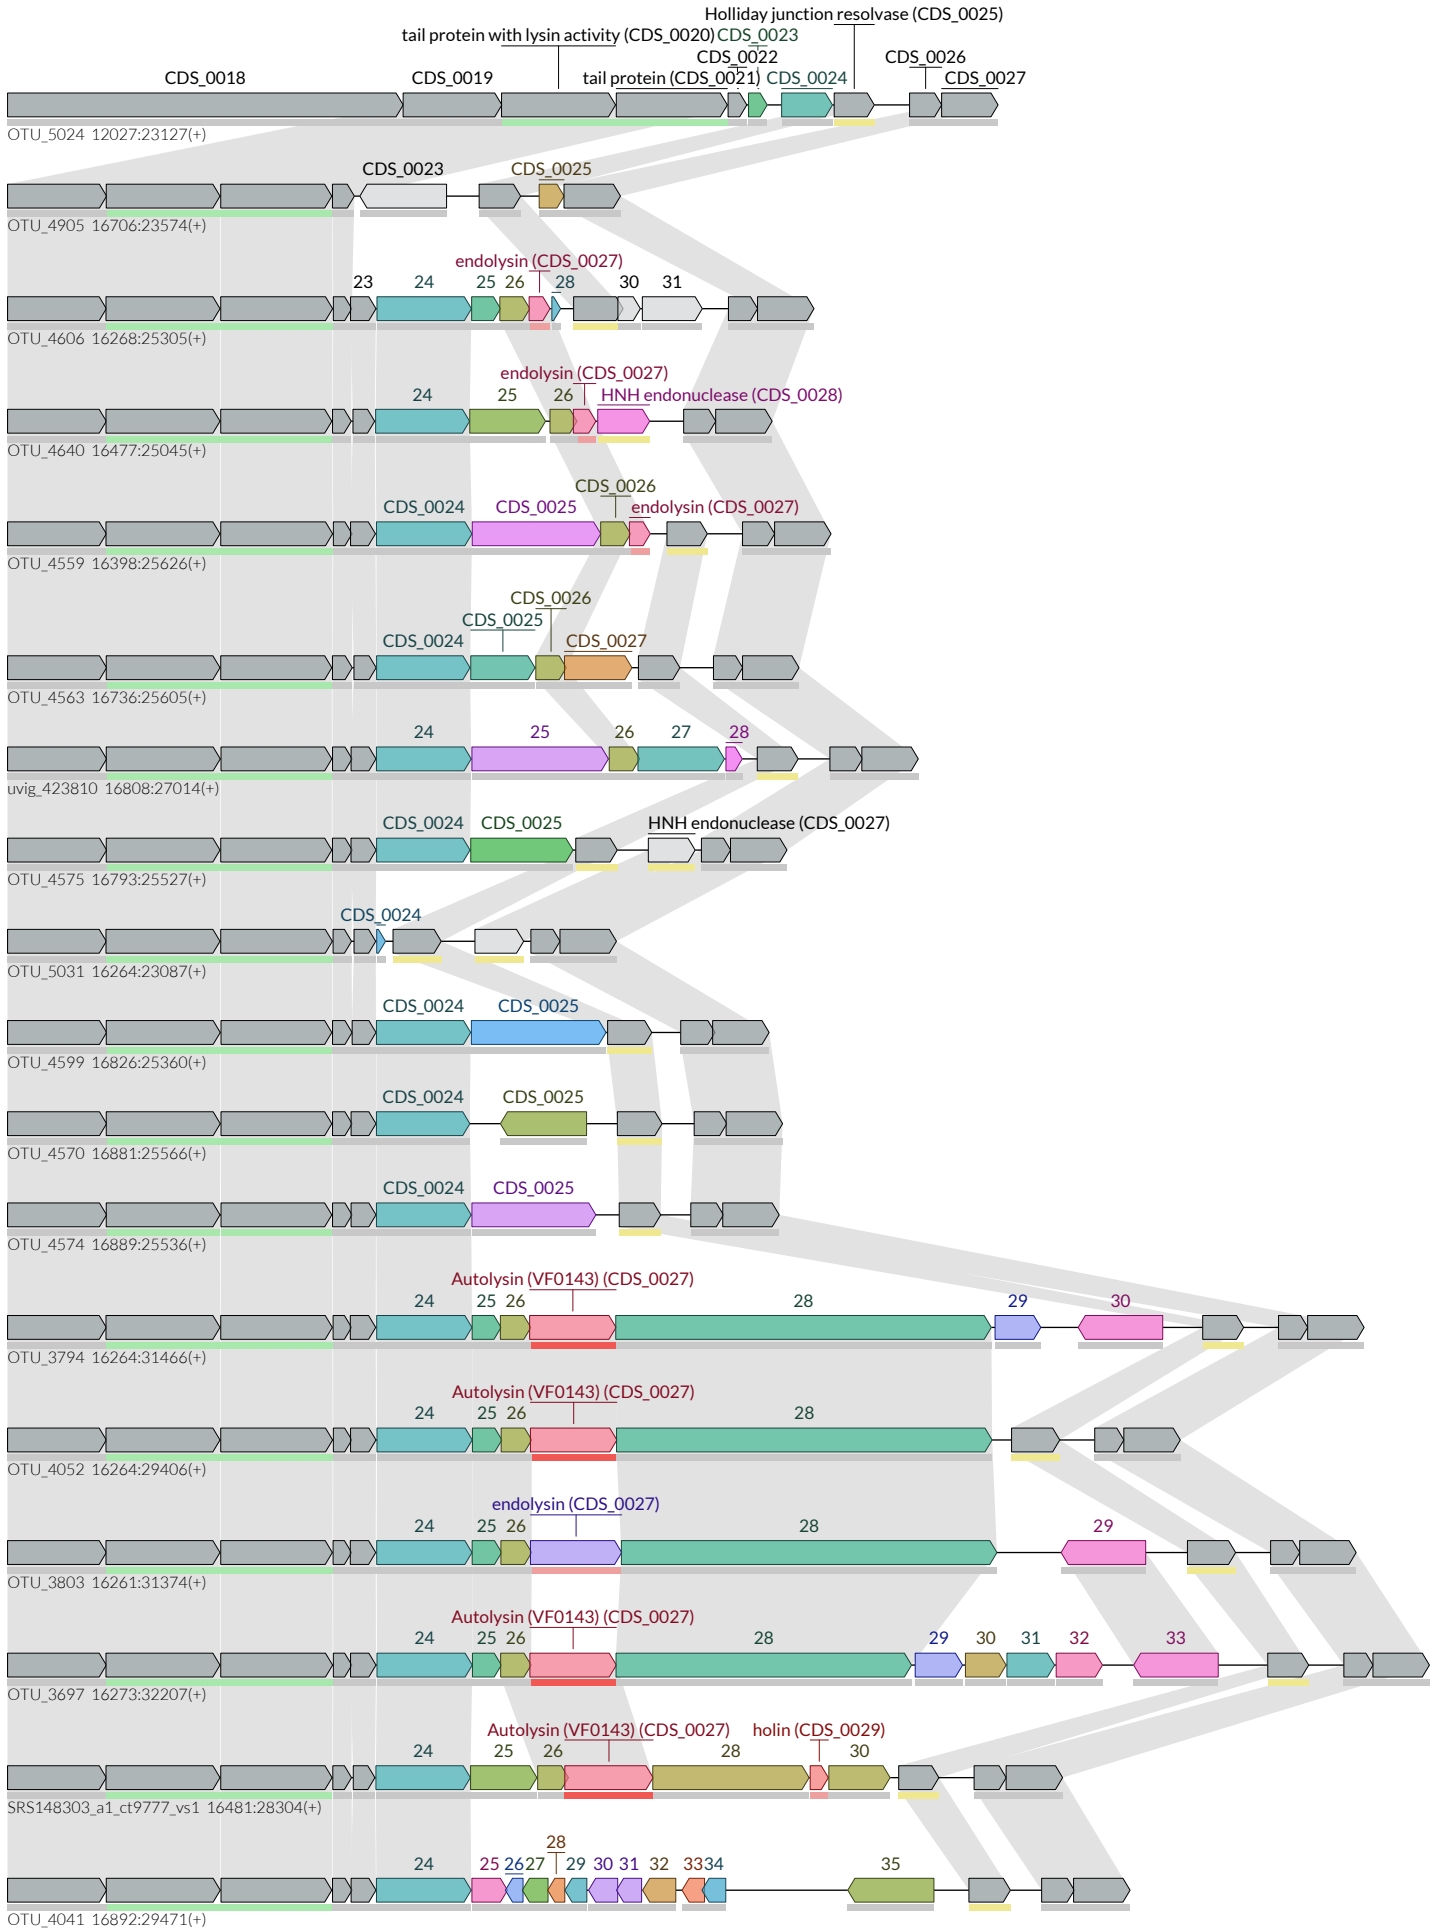 Holliday junction resolvase (CDS_0025)
tail protein with lysin activity (CDS_0020) CDS_0023
CDS_0022 CDS_0026
CDS_0018 CDS_0019 tail protein (CDS_0021) CDS_0024 CDS_0027
OTU_5024 12027:23127(+)
CDS_0023 CDS_0025
OTU_4905 16706:23574(+)
endolysin (CDS_0027)
23 24 25 26 28 30 31
OTU_4606 16268:25305(+)
endolysin (CDS_0027)
24 25 26 HNH endonuclease (CDS_0028)
OTU_4640 16477:25045(+)
CDS_0026
CDS_0024 CDS_0025 endolysin (CDS_0027)
OTU_4559 16398:25626(+)
CDS_0026
CDS_0025
CDS_0024 CDS_0027
OTU_4563 16736:25605(+)
24 25 26 27 28
uvig_423810 16808:27014(+)
CDS_0024 CDS_0025 HNH endonuclease (CDS_0027)
OTU_4575 16793:25527(+)
CDS_0024
OTU_5031 16264:23087(+)
CDS_0024 CDS_0025
OTU_4599 16826:25360(+)
CDS_0024 CDS_0025
OTU_4570 16881:25566(+)
CDS_0024 CDS_0025
OTU_4574 16889:25536(+)
Autolysin (VF0143) (CDS_0027)
24 25 26 28 29 30
OTU_3794 16264:31466(+)
Autolysin (VF0143) (CDS_0027)
24 25 26 28
OTU_4052 16264:29406(+)
endolysin (CDS_0027)
24 25 26 28 29
OTU_3803 16261:31374(+)
Autolysin (VF0143) (CDS_0027)
24 25 26 28 29 30 31 32 33
OTU_3697 16273:32207(+)
Autolysin (VF0143) (CDS_0027) holin (CDS_0029)
24 25 26 28 30
SRS148303_a1_ct9777_vs1 16481:28304(+)
28
24 25 26 27 29 30 31 32 33 34 35
OTU_4041 16892:29471(+)